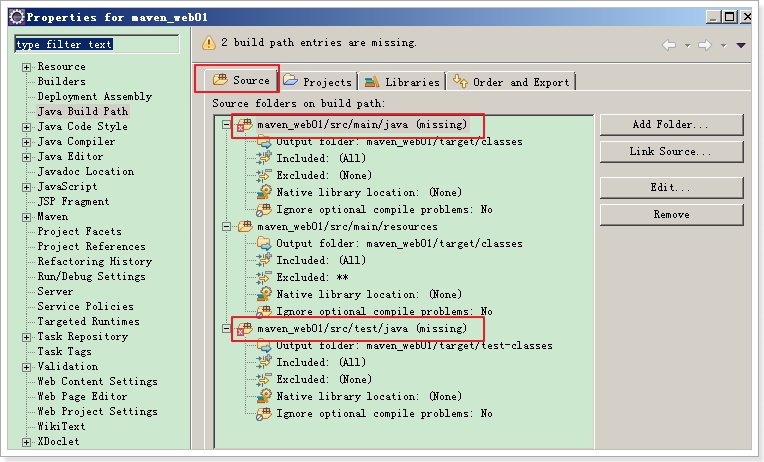 Properties for maven_web01
type filter text
Resource
Builders
Deployment Assembly
Java Build Path
Java Code Style
Java Compiler
Java Editor
Javadoc Location
JavaScript
JSP Fragment
Maven
Project Facets
Project References
Refactoring History
Run/Debug Settings
Server
Service Policies
Targeted Runtimes
Task Repository
Task Tags
Validation
Web Content Settings
Web Page Editor
Web Project Settings
WikiText
XDoclet
2 build path entries are missing.
Source
Projects
Libraries
Order and Export
Source folders on build path:
maven_web01/src/main/java (missing)
Output folder: maven_web01/target/classes
Included: (All)
Excluded: (None)
Native library location: (None)
Ignore optional compile problems: No
maven_web01/src/main/resources
Output folder: maven_web01/target/classes
Included: (All)
Excluded: **
Native library location: (None)
Ignore optional compile problems: No
maven_web01/src/test/java (missing)
Output folder: maven_web01/target/test-classes
Included: (All)
Excluded: (None)
Native library location: (None)
Ignore optional compile problems: No
Add Folder...
Link Source...
Edit...
Remove